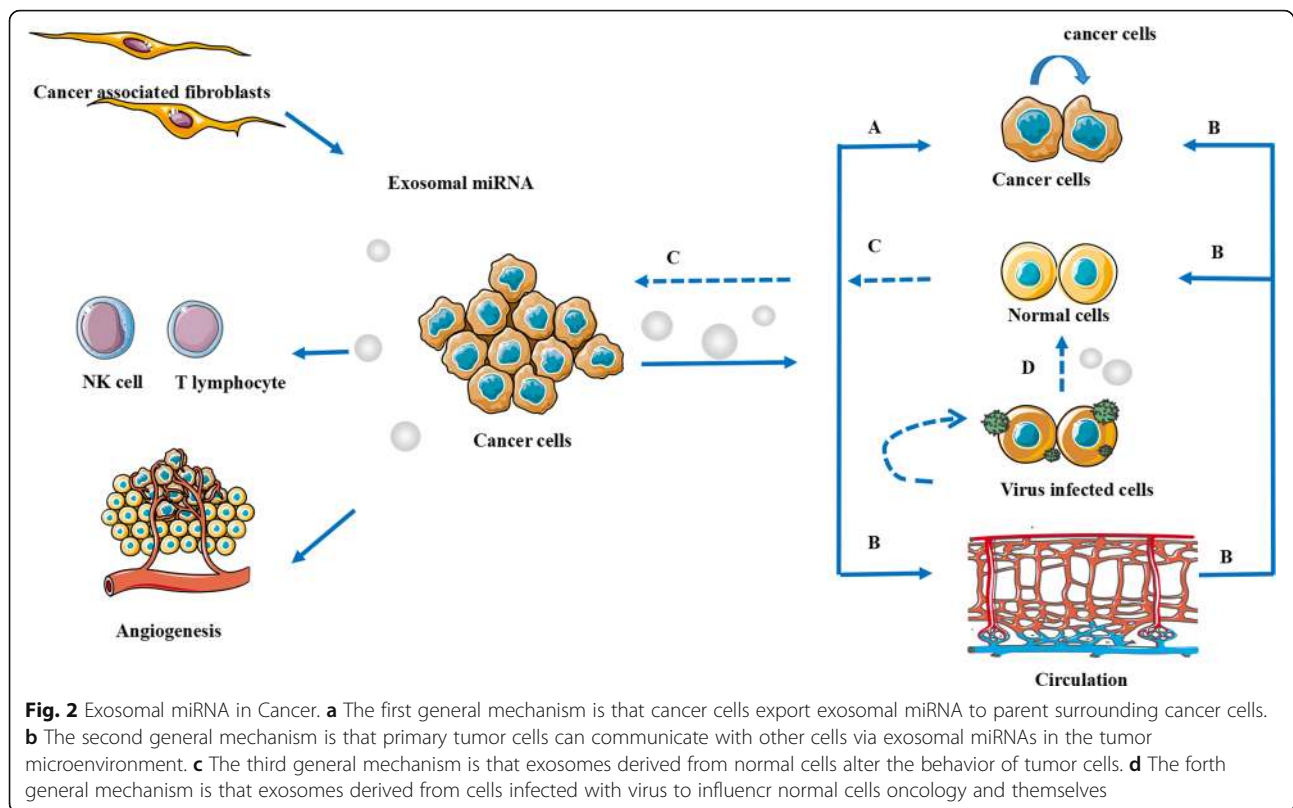 cancer cells
Cancer associated fibroblasts
A
B
Exosomal miRNA
Cancer cells
C
C
B
Normal cells
NK cell
T lymphocyte
D
Cancer cells
Virus infected cells
B
B
Angiogenesis
Circulation
Fig. 2 Exosomal miRNA in Cancer. a The first general mechanism is that cancer cells export exosomal miRNA to parent surrounding cancer cells.
b The second general mechanism is that primary tumor cells can communicate with other cells via exosomal miRNAs in the tumor
microenvironment. c The third general mechanism is that exosomes derived from normal cells alter the behavior of tumor cells. d The forth
general mechanism is that exosomes derived from cells infected with virus to influencr normal cells oncology and themselves